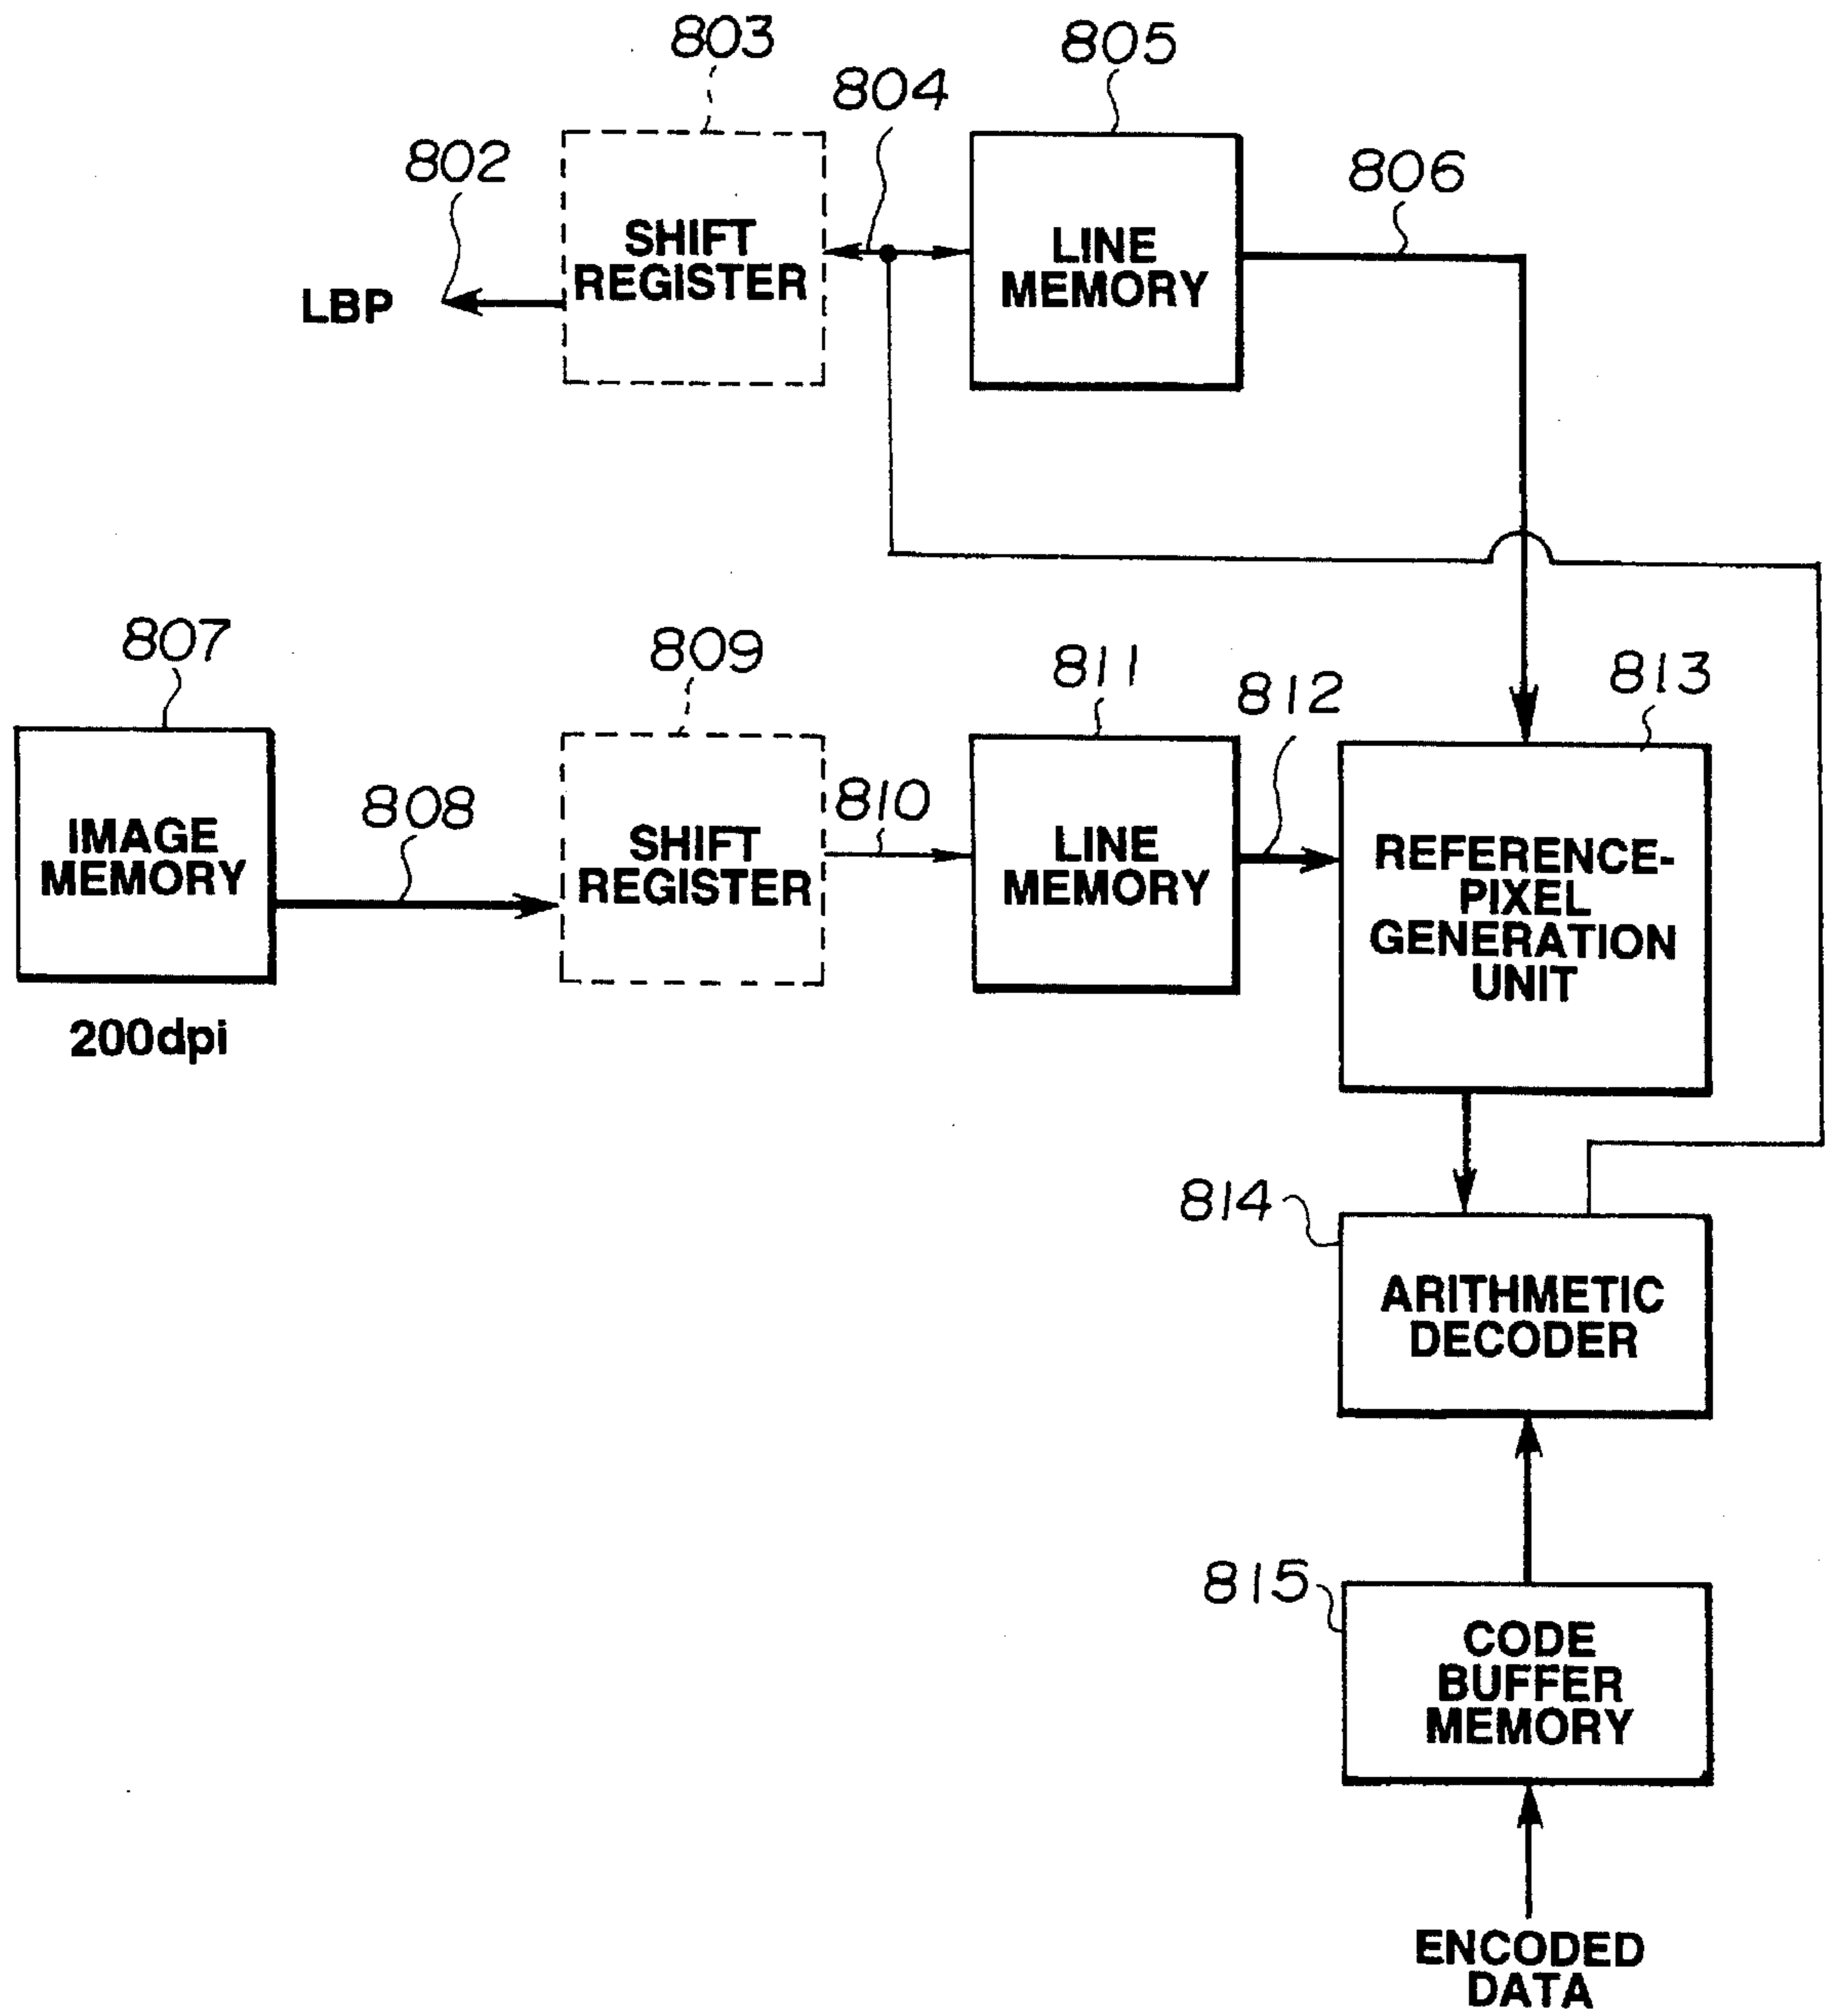 803
805
804
802
806
SHIFT
REGISTER
LINE
MEMORY
LBP
807
809
811
812
813
808
810
IMAGE
MEMORY
SHIFT
REGISTER
LINE
MEMORY
REFERENCE-
PIXEL
GENERATION
UNIT
200dpi
814
ARITHMETIC
DECODER
815
CODE
BUFFER
MEMORY
ENCODED
DATA